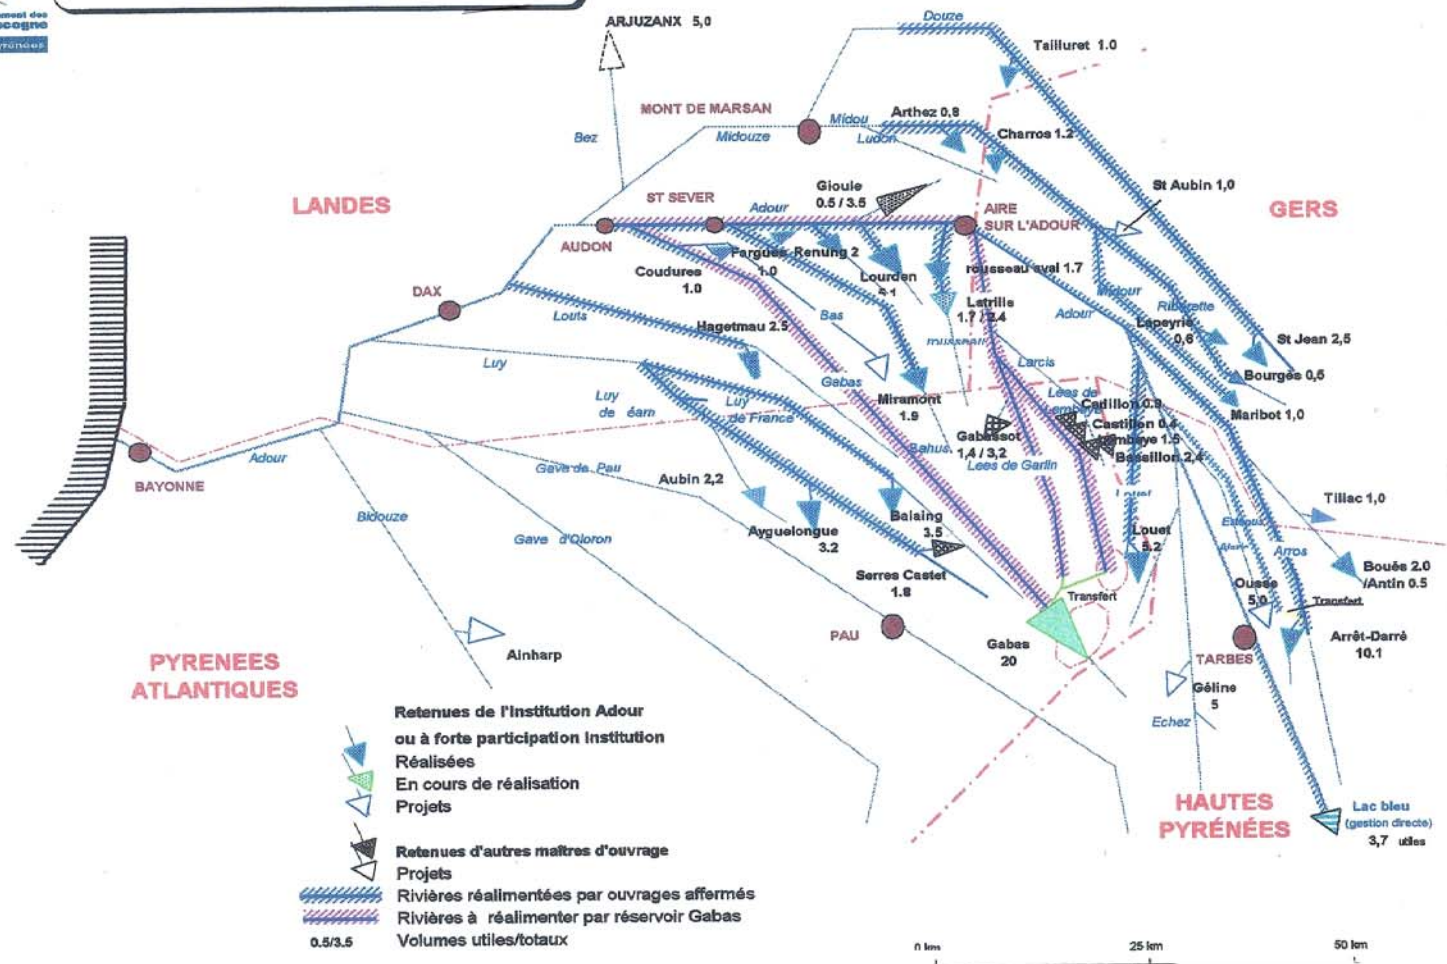 ment des
scogne
Pyrénées
ARJUZANX 5,0
Douze
Tailluret 1.0
MONT DE MARSAN
Midou
Arthez 0,8
Bez
Midouze
Ludon
Charros 1.2
LANDES
ST SEVER
Gioule
0.5 / 3.5
St Aubin 1,0
GERS
Adour
AIRE
SUR L'ADOUR
AUDON
Fargues
1.0
Renung 2
Coudures
1.0
Lourden
rousseau aval 1.7
DAX
Latrille
1.7 / 2.4
Midour
Riberette
Louts
Hagetmau 2.5
Bas
Adour
Lapeyrie
0,6
St Jean 2,5
Luy
Larcis
Bourgès 0,5
Gabas
Luy
de éarn
Luy
de France
Miramont
1.9
Lees de
Cadillon 0.9
Maribot 1,0
Castillon 0.4
Gabassot
1,4 / 3,2
Bassillon 2,4
Bahus
Lees de Garlin
BAYONNE
Adour
Gave de Pau
Aubin 2,2
Louet
Tillac 1,0
Bidouze
Gave d'Oloron
Ayguelongue
3.2
Balaing
3.5
Louet
5.2
Arros
Boués 2.0
/Antin 0.5
Serres Castet
1.8
Ousse
5,0
Transfert
Transfert
PAU
Gabas
20
Arrêt-Darré
10.1
Ainharp
TARBES
PYRENEES
ATLANTIQUES
Géline
5
Echez
Retenues de l'Institution Adour
ou à forte participation Institution
Réalisées
En cours de réalisation
Projets
HAUTES
PYRÉNÉES
Lac bleu
(gestion directe)
3,7 utiles
Retenues d'autres maîtres d'ouvrage
Projets
Rivières réalimentées par ouvrages affermés
Rivières à réalimenter par réservoir Gabas
0.5/3.5 Volumes utiles/totaux
0 km 25 km 50 km